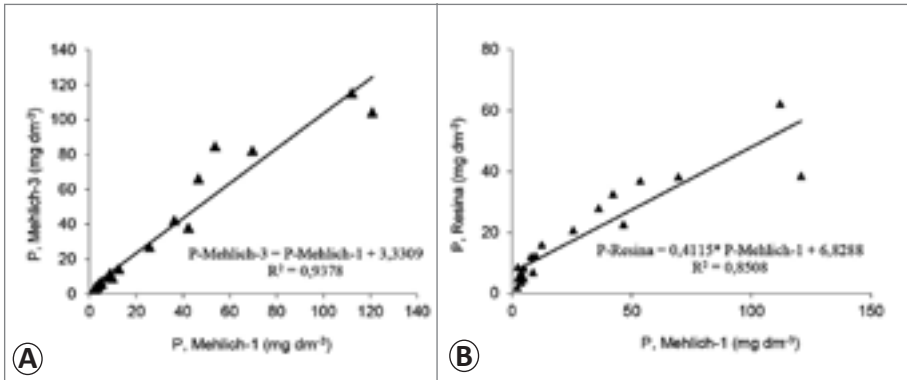 140
120
100
80
60
40
20
0
P, Mehlich-3 (mg dm⁻³)
P-Mehlich-3 = P-Mehlich-1 + 3,3309
R² = 0,9378
0 20 40 60 80 100 120 140
P, Mehlich-1 (mg dm⁻³)
A
80
60
40
20
0
P, Resina (mg dm⁻³)
P-Resina = 0,4115* P-Mehlich-1 + 6,8288
R² = 0,8508
0 50 100 150
P, Mehlich-1 (mg dm⁻³)
B